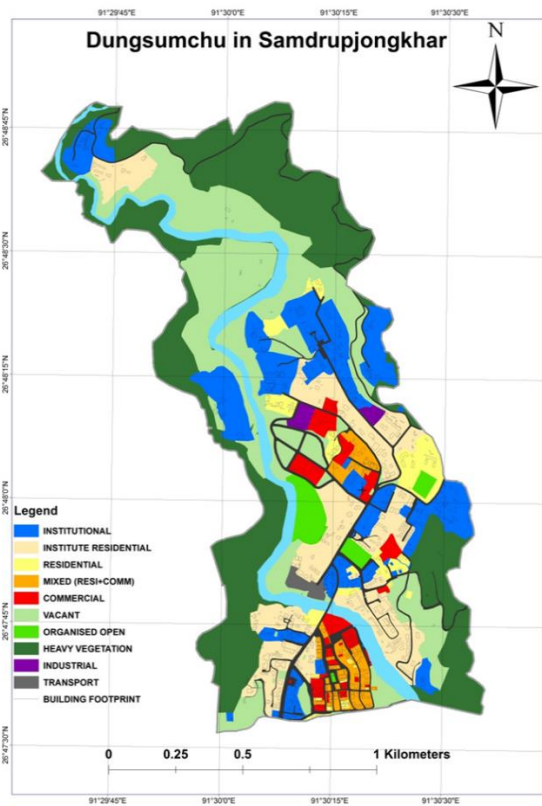 91°29'45"E 91°30'0"E 91°30'15"E 91°30'30"E
Dungsumchu in Samdrupjongkhar
N
26°48'45"N
26°48'30"N
26°48'15"N
26°48'0"N
26°47'45"N
26°47'30"N
Legend
INSTITUTIONAL
INSTITUTE RESIDENTIAL
RESIDENTIAL
MIXED (RESI+COMM)
COMMERCIAL
VACANT
ORGANISED OPEN
HEAVY VEGETATION
INDUSTRIAL
TRANSPORT
BUILDING FOOTPRINT
0 0.25 0.5 1 Kilometers
91°29'45"E 91°30'0"E 91°30'15"E 91°30'30"E